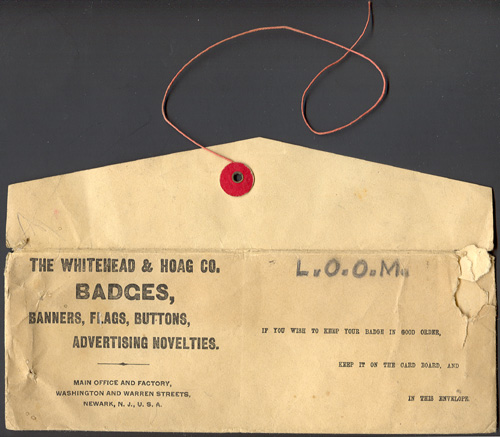 THE WHITEHEAD & HOAG CO.
BADGES,
BANNERS, FLAGS, BUTTONS,
ADVERTISING NOVELTIES.
MAIN OFFICE AND FACTORY,
WASHINGTON AND WARREN STREETS,
NEWARK, N. J., U. S. A.
L.O.O.M.
IF YOU WISH TO KEEP YOUR BADGE IN GOOD ORDER,
KEEP IT ON THE CARD BOARD, AND
IN THIS ENVELOPE